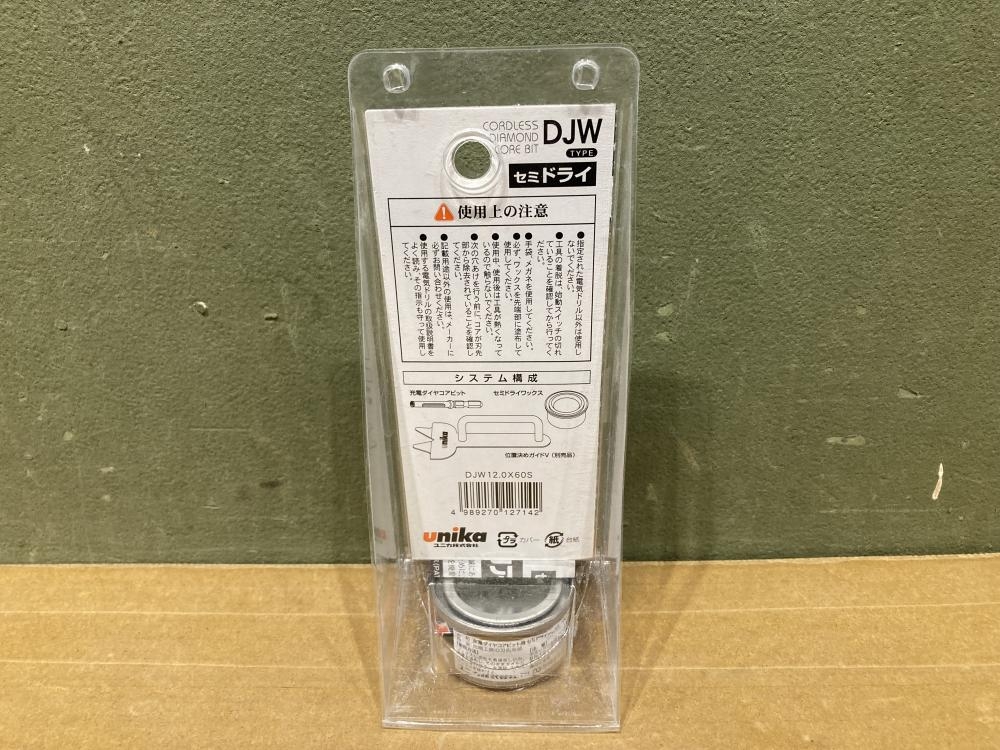 CORDLESS
DIAMOND
CORE BIT
DJW
TYPE
セミドライ
使用上の注意
●指定された電気ドリル以外は使用し
ないでください。
●工具の着脱は、始動スイッチの切れ
ていることを確認してから行ってく
ださい。
●手袋、メガネを使用してください。
●必ず、ワックスを先端部に塗布して
使用してください。
●使用中、使用後は工具が熱くなって
いるので触らないでください。
●次の穴あけを行う前に、コアが刃先
部から除去されていることを確認し
てください。
●記載用途以外の使用は、メーカーに
必ずお問い合わせください。
●使用する電気ドリルの取扱説明書を
よく読み、その指示も守って使用し
てください。
システム構成
充電ダイヤコアビット
セミドライワックス
unika
位置決めガイドV（別売品）
DJW12.0X60S
4 989270 127142
unika
ユニカ株式会社
プラ カバー
紙 台紙